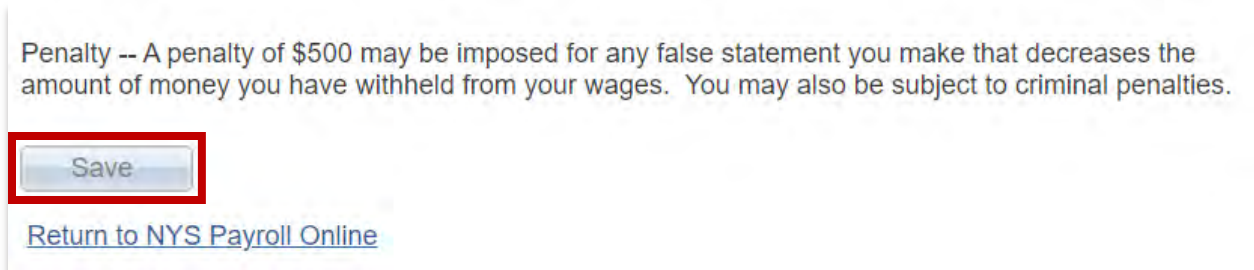 Penalty -- A penalty of $500 may be imposed for any false statement you make that decreases the
amount of money you have withheld from your wages.  You may also be subject to criminal penalties.
Save
Return to NYS Payroll Online